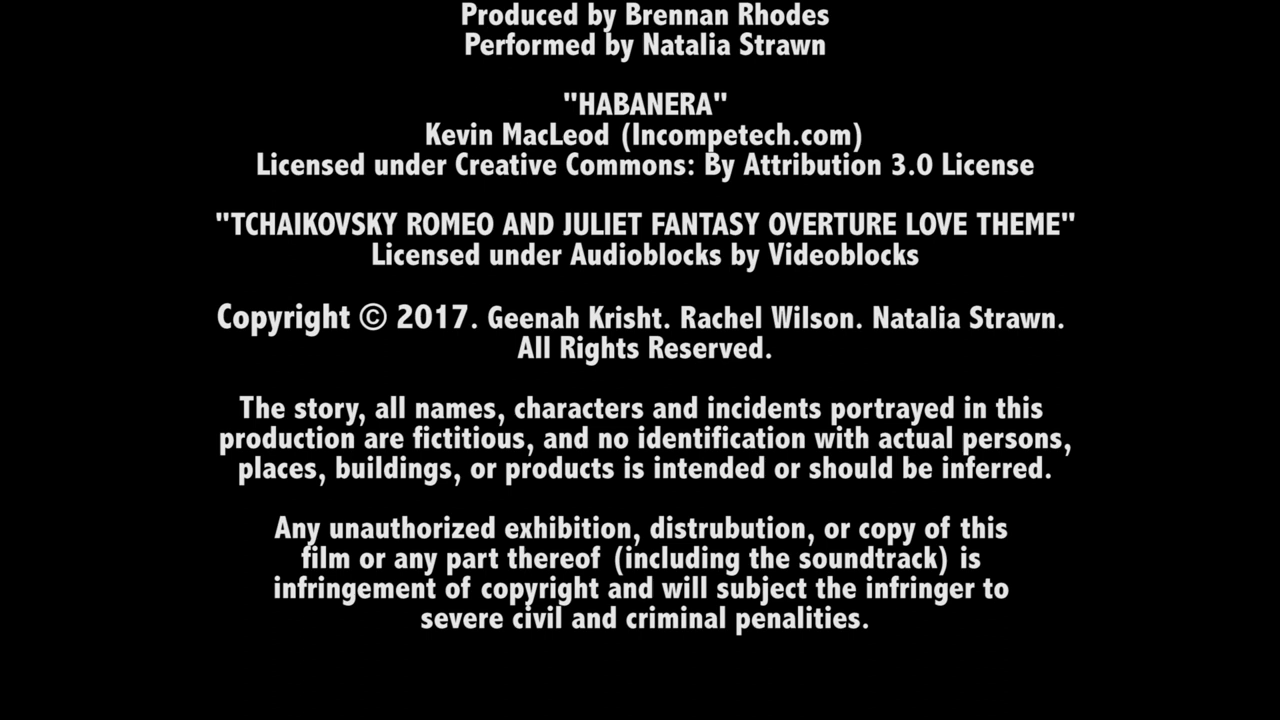 Produced by Brennan Rhodes
Performed by Natalia Strawn
"HABANERA"
Kevin MacLeod (Incompetech.com)
Licensed under Creative Commons: By Attribution 3.0 License
"TCHAIKOVSKY ROMEO AND JULIET FANTASY OVERTURE LOVE THEME"
Licensed under Audioblocks by Videoblocks
Copyright © 2017. Geenah Krisht. Rachel Wilson. Natalia Strawn.
All Rights Reserved.
The story, all names, characters and incidents portrayed in this
production are fictitious, and no identification with actual persons,
places, buildings, or products is intended or should be inferred.
Any unauthorized exhibition, distrubution, or copy of this
film or any part thereof (including the soundtrack) is
infringement of copyright and will subject the infringer to
severe civil and criminal penalities.